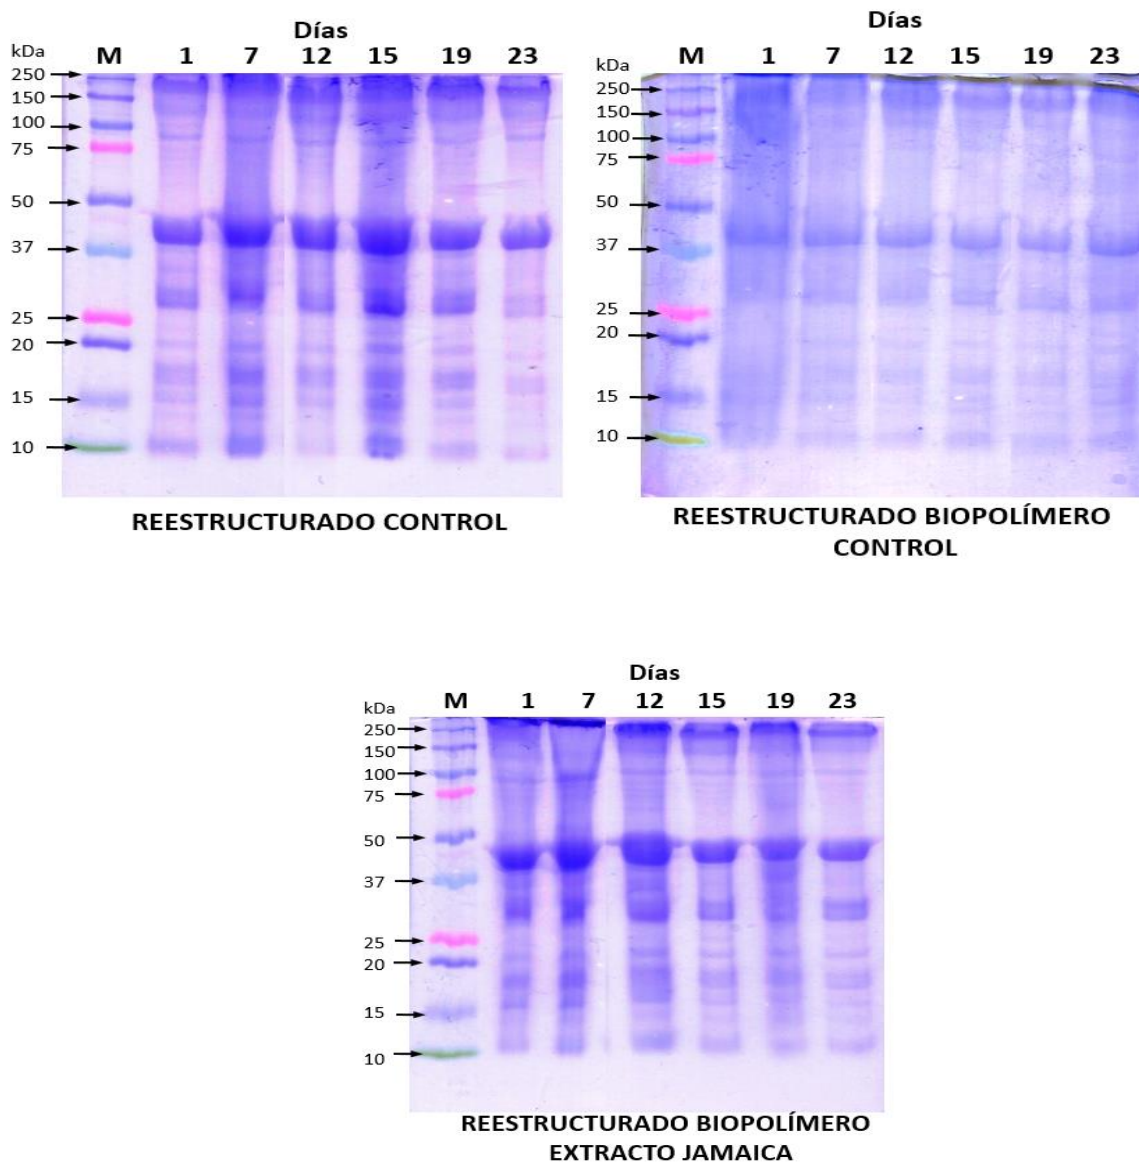 Días
kDa M 1 7 12 15 19 23
250
150
100
75
50
37
25
20
15
10
REESTRUCTURADO CONTROL
Días
kDa M 1 7 12 15 19 23
250
150
100
75
50
37
25
20
15
10
REESTRUCTURADO BIOPOLÍMERO
CONTROL
Días
kDa M 1 7 12 15 19 23
250
150
100
75
50
37
25
20
15
10
REESTRUCTURADO BIOPOLÍMERO
EXTRACTO JAMAICA